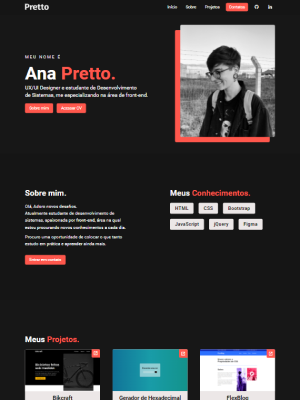 Pretto
Início Sobre Projetos Contatos
MEU NOME É
Ana Pretto.
UX/UI Designer e estudante de Desenvolvimento
de Sistemas, me especializando na área de front-end.
Sobre mim Acessar CV
Sobre mim.
Olá, adoro novos desafios.
Atualmente estudante de desenvolvimento de
sistemas, apaixonada por front-end, área na qual
estou procurando novos conhecimentos a cada dia.
Procuro uma oportunidade de colocar o que tanto
estudo em prática e aprender ainda mais.
Entrar em contato
Meus Conhecimentos.
HTML CSS Bootstrap
JavaScript jQuery Figma
Meus Projetos.
Bikcraft
Gerador de Hexadecimal
FlexBlog